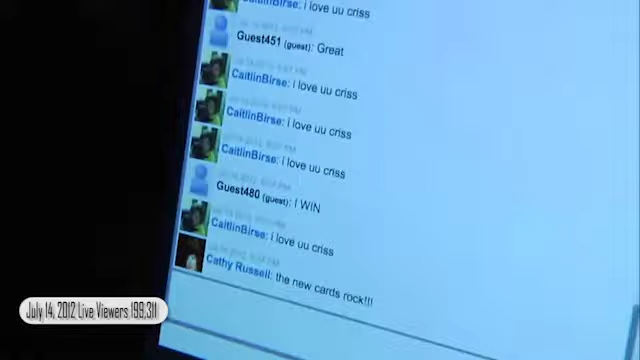 CaitlinBirse: i love uu criss
Guest451 (guest): Great
CaitlinBirse: i love uu criss
CaitlinBirse: i love uu criss
CaitlinBirse: i love uu criss
Guest480 (guest): I WIN
CaitlinBirse: i love uu criss
Cathy Russell: the new cards rock!!!
July 14, 2012 Live Viewers 199,311